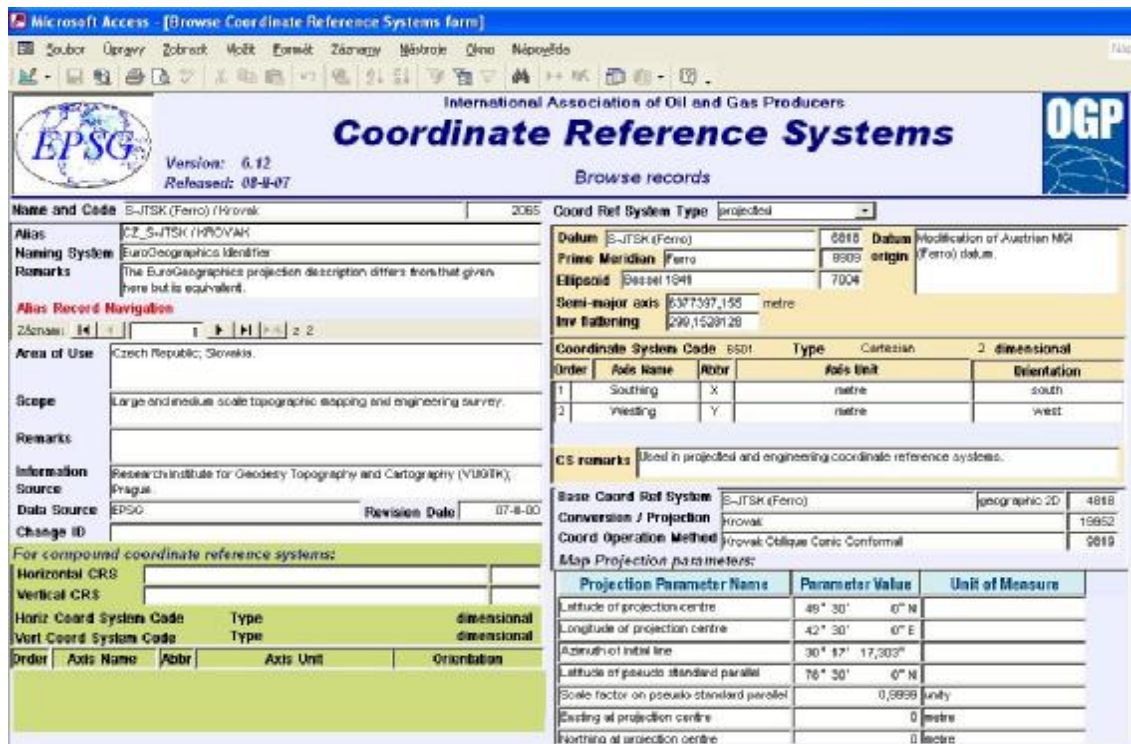 Microsoft Access - [Browse Coordinate Reference Systems form]
Soubor Úpravy Zobrazit Vložit Formát Záznamy Nástroje Okno Nápověda
International Association of Oil and Gas Producers
EPSG
Coordinate Reference Systems
OGP
Version: 6.12
Released:
Browse records
Name and Code S-JTSK (Ferro) / Krovak 2065
Coord Ref System Type projected
Alias CZ_S-JTSK / KROVAK
Naming System EuroGeographics Identifier
Remarks The EuroGeographics projection description differs from that given
here but is equivalent.
Alias Record Navigation
Záznam: 1 z 2
Area of Use Czech Republic; Slovakia.
Scope Large and medium scale topographic mapping and engineering survey.
Remarks
Information Source Research Institute for Geodesy Topography and Cartography (VUGTK);
Prague.
Data Source EPSG Revision Date
Change ID
For compound coordinate reference systems:
Horizontal CRS
Vertical CRS
Horiz Coord System Code Type dimensional
Vert Coord System Code Type dimensional
Order Axis Name Abbr Axis Unit Orientation
Datum S-JTSK (Ferro) 6818 Datum origin Modification of Austrian MGI
(Ferro) datum.
Prime Meridian Ferro 8909
Ellipsoid Bessel 1841 7004
Semi-major axis 6377397,155 metre
Inv flattening 299,1528128
Coordinate System Code 6501 Type Cartesian 2 dimensional
Order Axis Name Abbr Axis Unit Orientation
1 Southing X metre south
2 Westing Y metre west
CS remarks Used in projected and engineering coordinate reference systems.
Base Coord Ref System S-JTSK (Ferro) geographic 2D 4818
Conversion / Projection Krovak 19952
Coord Operation Method Krovak Oblique Conic Conformal 9819
Map Projection parameters:
Projection Parameter Name Parameter Value Unit of Measure
Latitude of projection centre 49° 30' 0" N
Longitude of projection centre 42° 30' 0" E
Azimuth of initial line 30° 17' 17,303"
Latitude of pseudo standard parallel 78° 30' 0" N
Scale factor on pseudo standard parallel 0,9999 unity
Easting at projection centre 0 metre
Northing at projection centre 0 metre